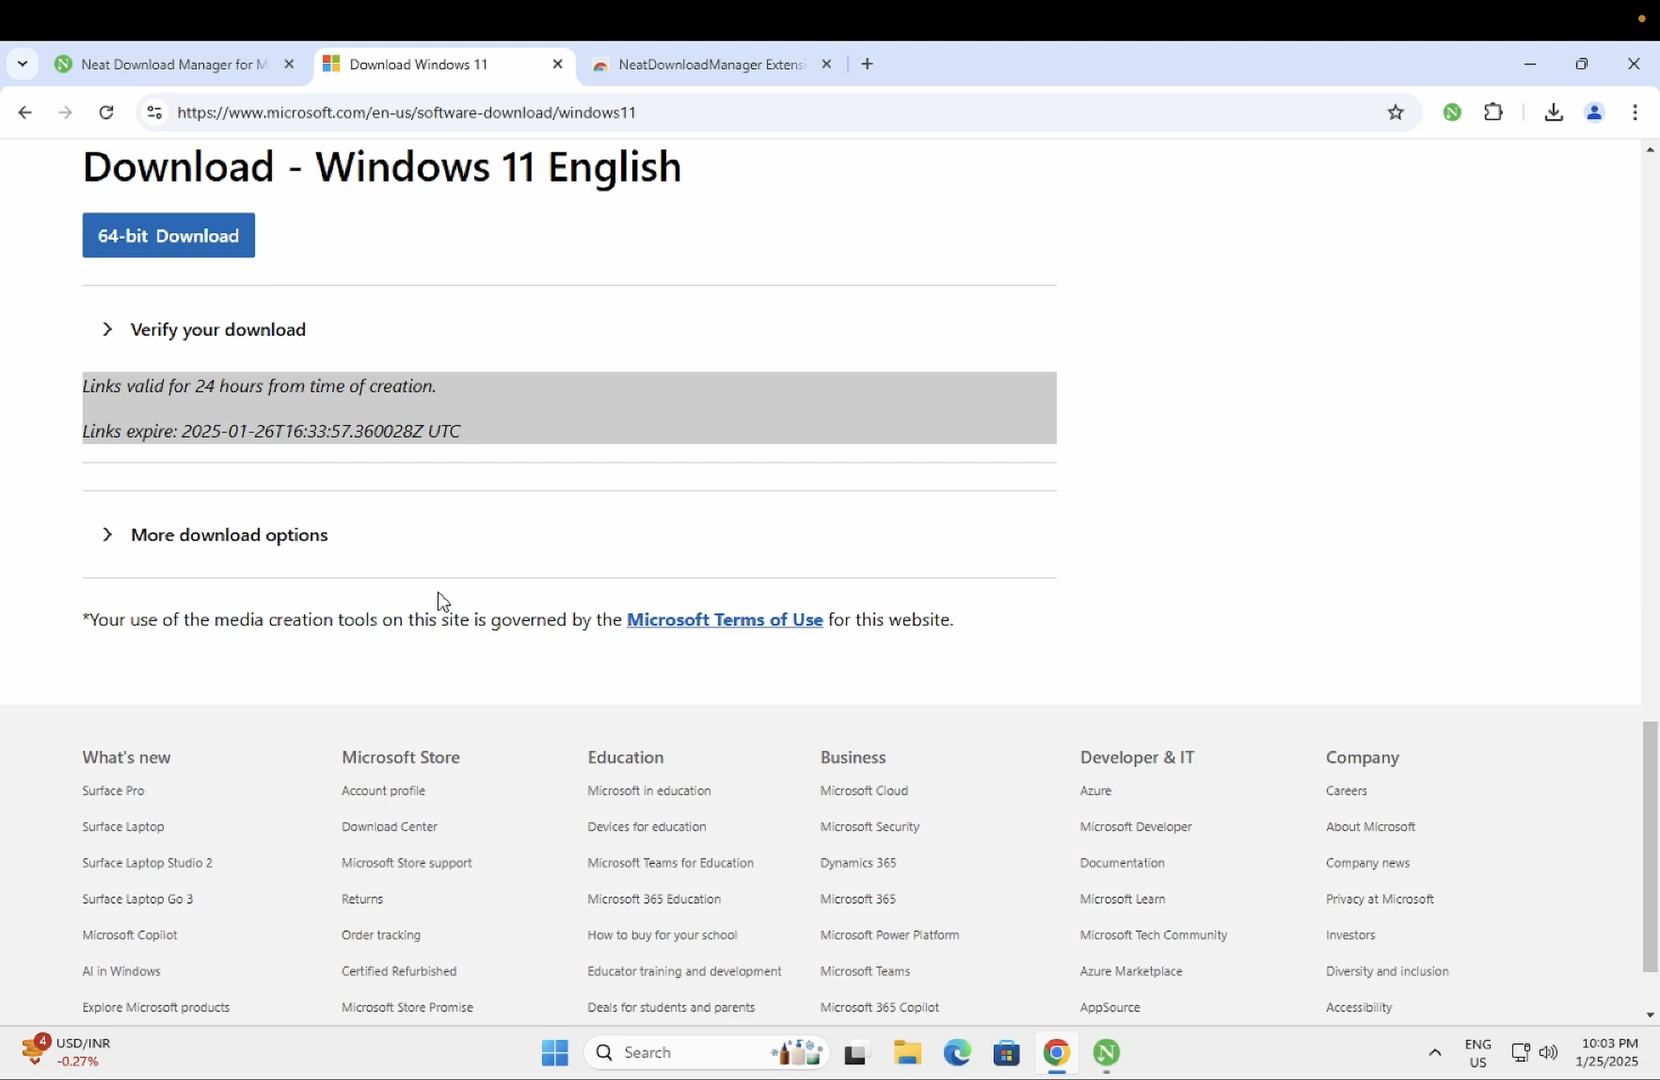 Neat Download Manager for M
Download Windows 11
NeatDownloadManager Extensi
https://www.microsoft.com/en-us/software-download/windows11
Download - Windows 11 English
64-bit Download
Verify your download
Links valid for 24 hours from time of creation.
Links expire: 2025-01-26T16:33:57.360028Z UTC
More download options
*Your use of the media creation tools on this site is governed by the Microsoft Terms of Use for this website.
What's new
Surface Pro
Surface Laptop
Surface Laptop Studio 2
Surface Laptop Go 3
Microsoft Copilot
AI in Windows
Explore Microsoft products
Microsoft Store
Account profile
Download Center
Microsoft Store support
Returns
Order tracking
Certified Refurbished
Microsoft Store Promise
Education
Microsoft in education
Devices for education
Microsoft Teams for Education
Microsoft 365 Education
How to buy for your school
Educator training and development
Deals for students and parents
Business
Microsoft Cloud
Microsoft Security
Dynamics 365
Microsoft 365
Microsoft Power Platform
Microsoft Teams
Microsoft 365 Copilot
Developer & IT
Azure
Microsoft Developer
Documentation
Microsoft Learn
Microsoft Tech Community
Azure Marketplace
AppSource
Company
Careers
About Microsoft
Company news
Privacy at Microsoft
Investors
Diversity and inclusion
Accessibility
4
USD/INR
-0.27%
Search
ENG
US
10:03 PM
1/25/2025